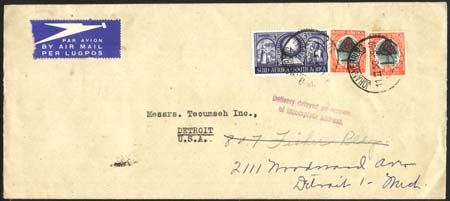 PAR AVION
BY AIR MAIL
PER LUGPOS
SUID AFRIKA SOUTH AFRICA
Messrs. Tecumseh Inc.,
DETROIT
U.S.A.
Delivery delayed on account
of incomplete address.
807 Fisher Bldg
2111 Woodward Ave
Detroit 1- Mich.